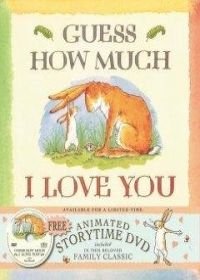 GUESS
HOW MUCH
I LOVE YOU
AVAILABLE FOR A LIMITED TIME
FREE
ANIMATED
STORYTIME DVD
included
IN THIS BELOVED
FAMILY CLASSIC